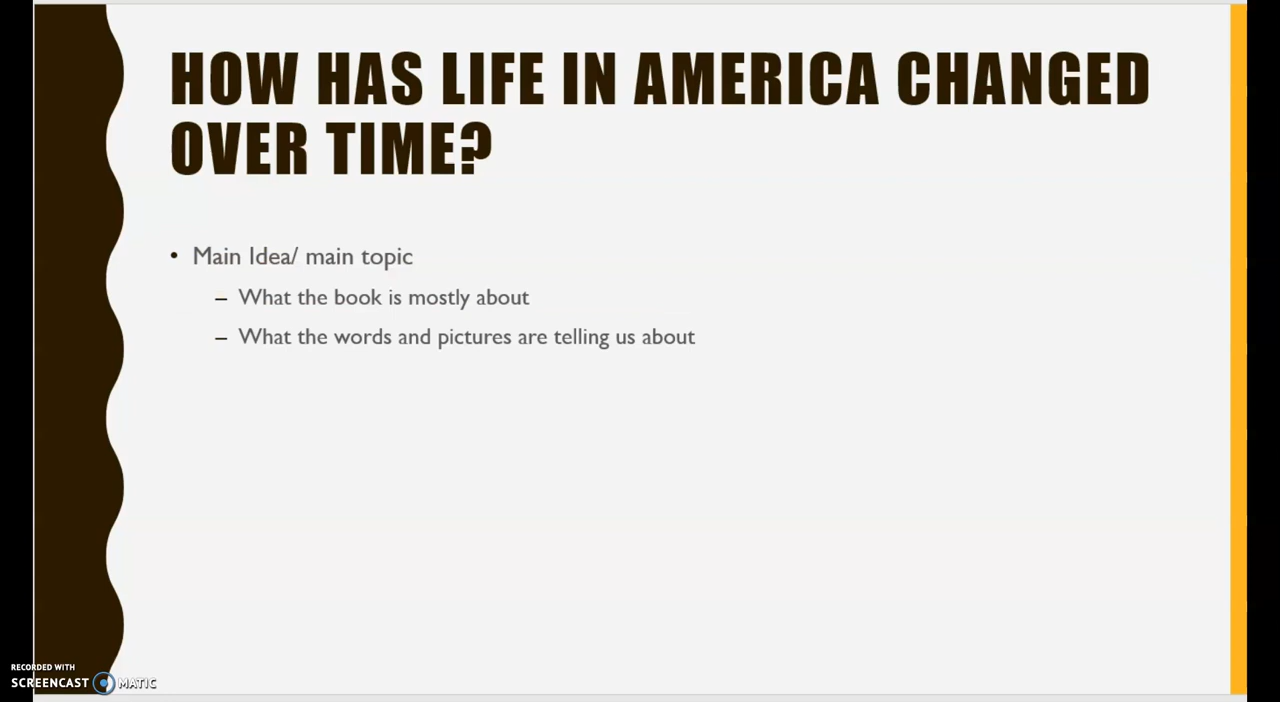 HOW HAS LIFE IN AMERICA CHANGED
OVER TIME?
• Main Idea/ main topic
– What the book is mostly about
– What the words and pictures are telling us about
RECORDED WITH
SCREENCAST MATIC